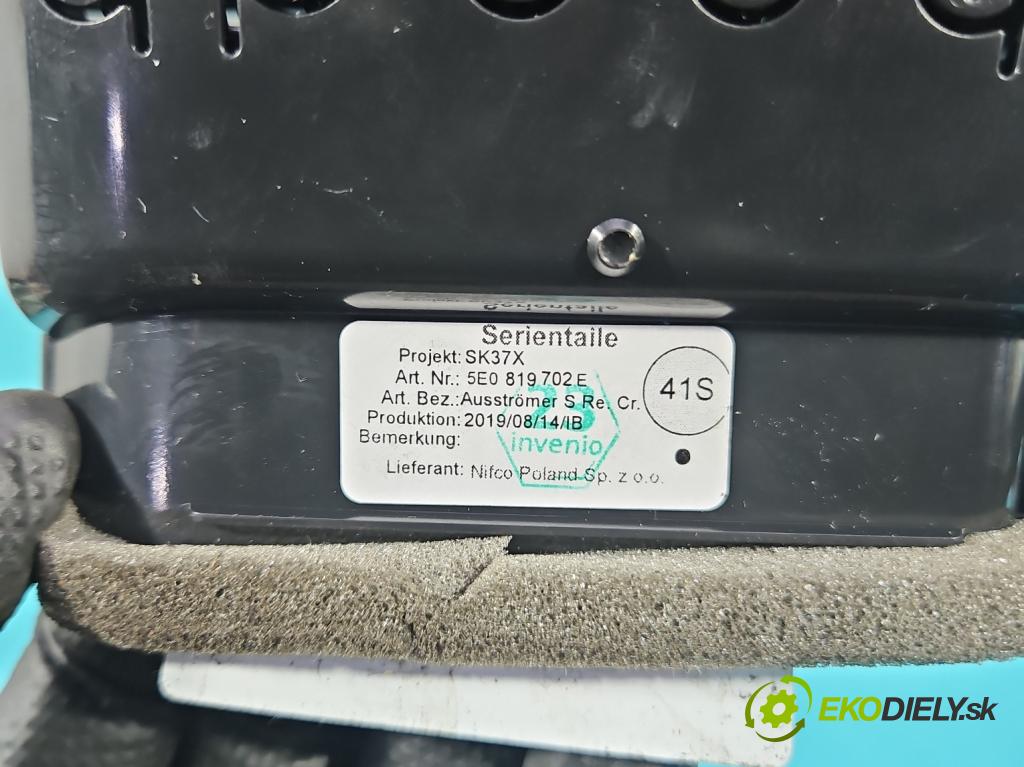 Serientaile
Projekt: SK37X
Art. Nr.: 5E0 819 702 E
Art. Bez.: Ausströmer S Re. Cr.
Produktion: 2019/08/14/IB
Bemerkung:
Lieferant: Nifco Poland Sp. z o.o.
41S
23
invenio
EKODIELY.sk